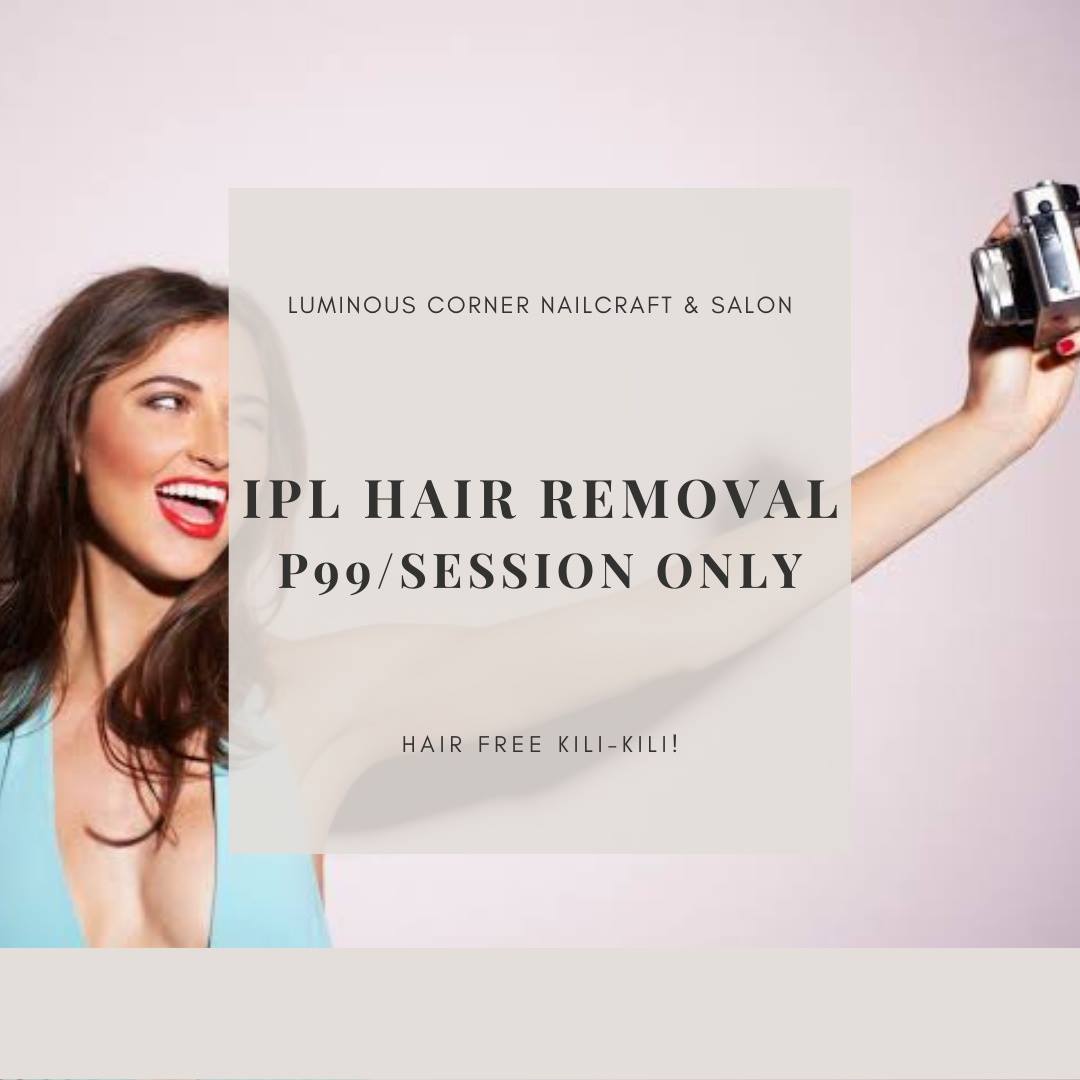 LUMINOUS CORNER NAILCRAFT & SALON
IPL HAIR REMOVAL
P99/SESSION ONLY
HAIR FREE KILI-KILI!